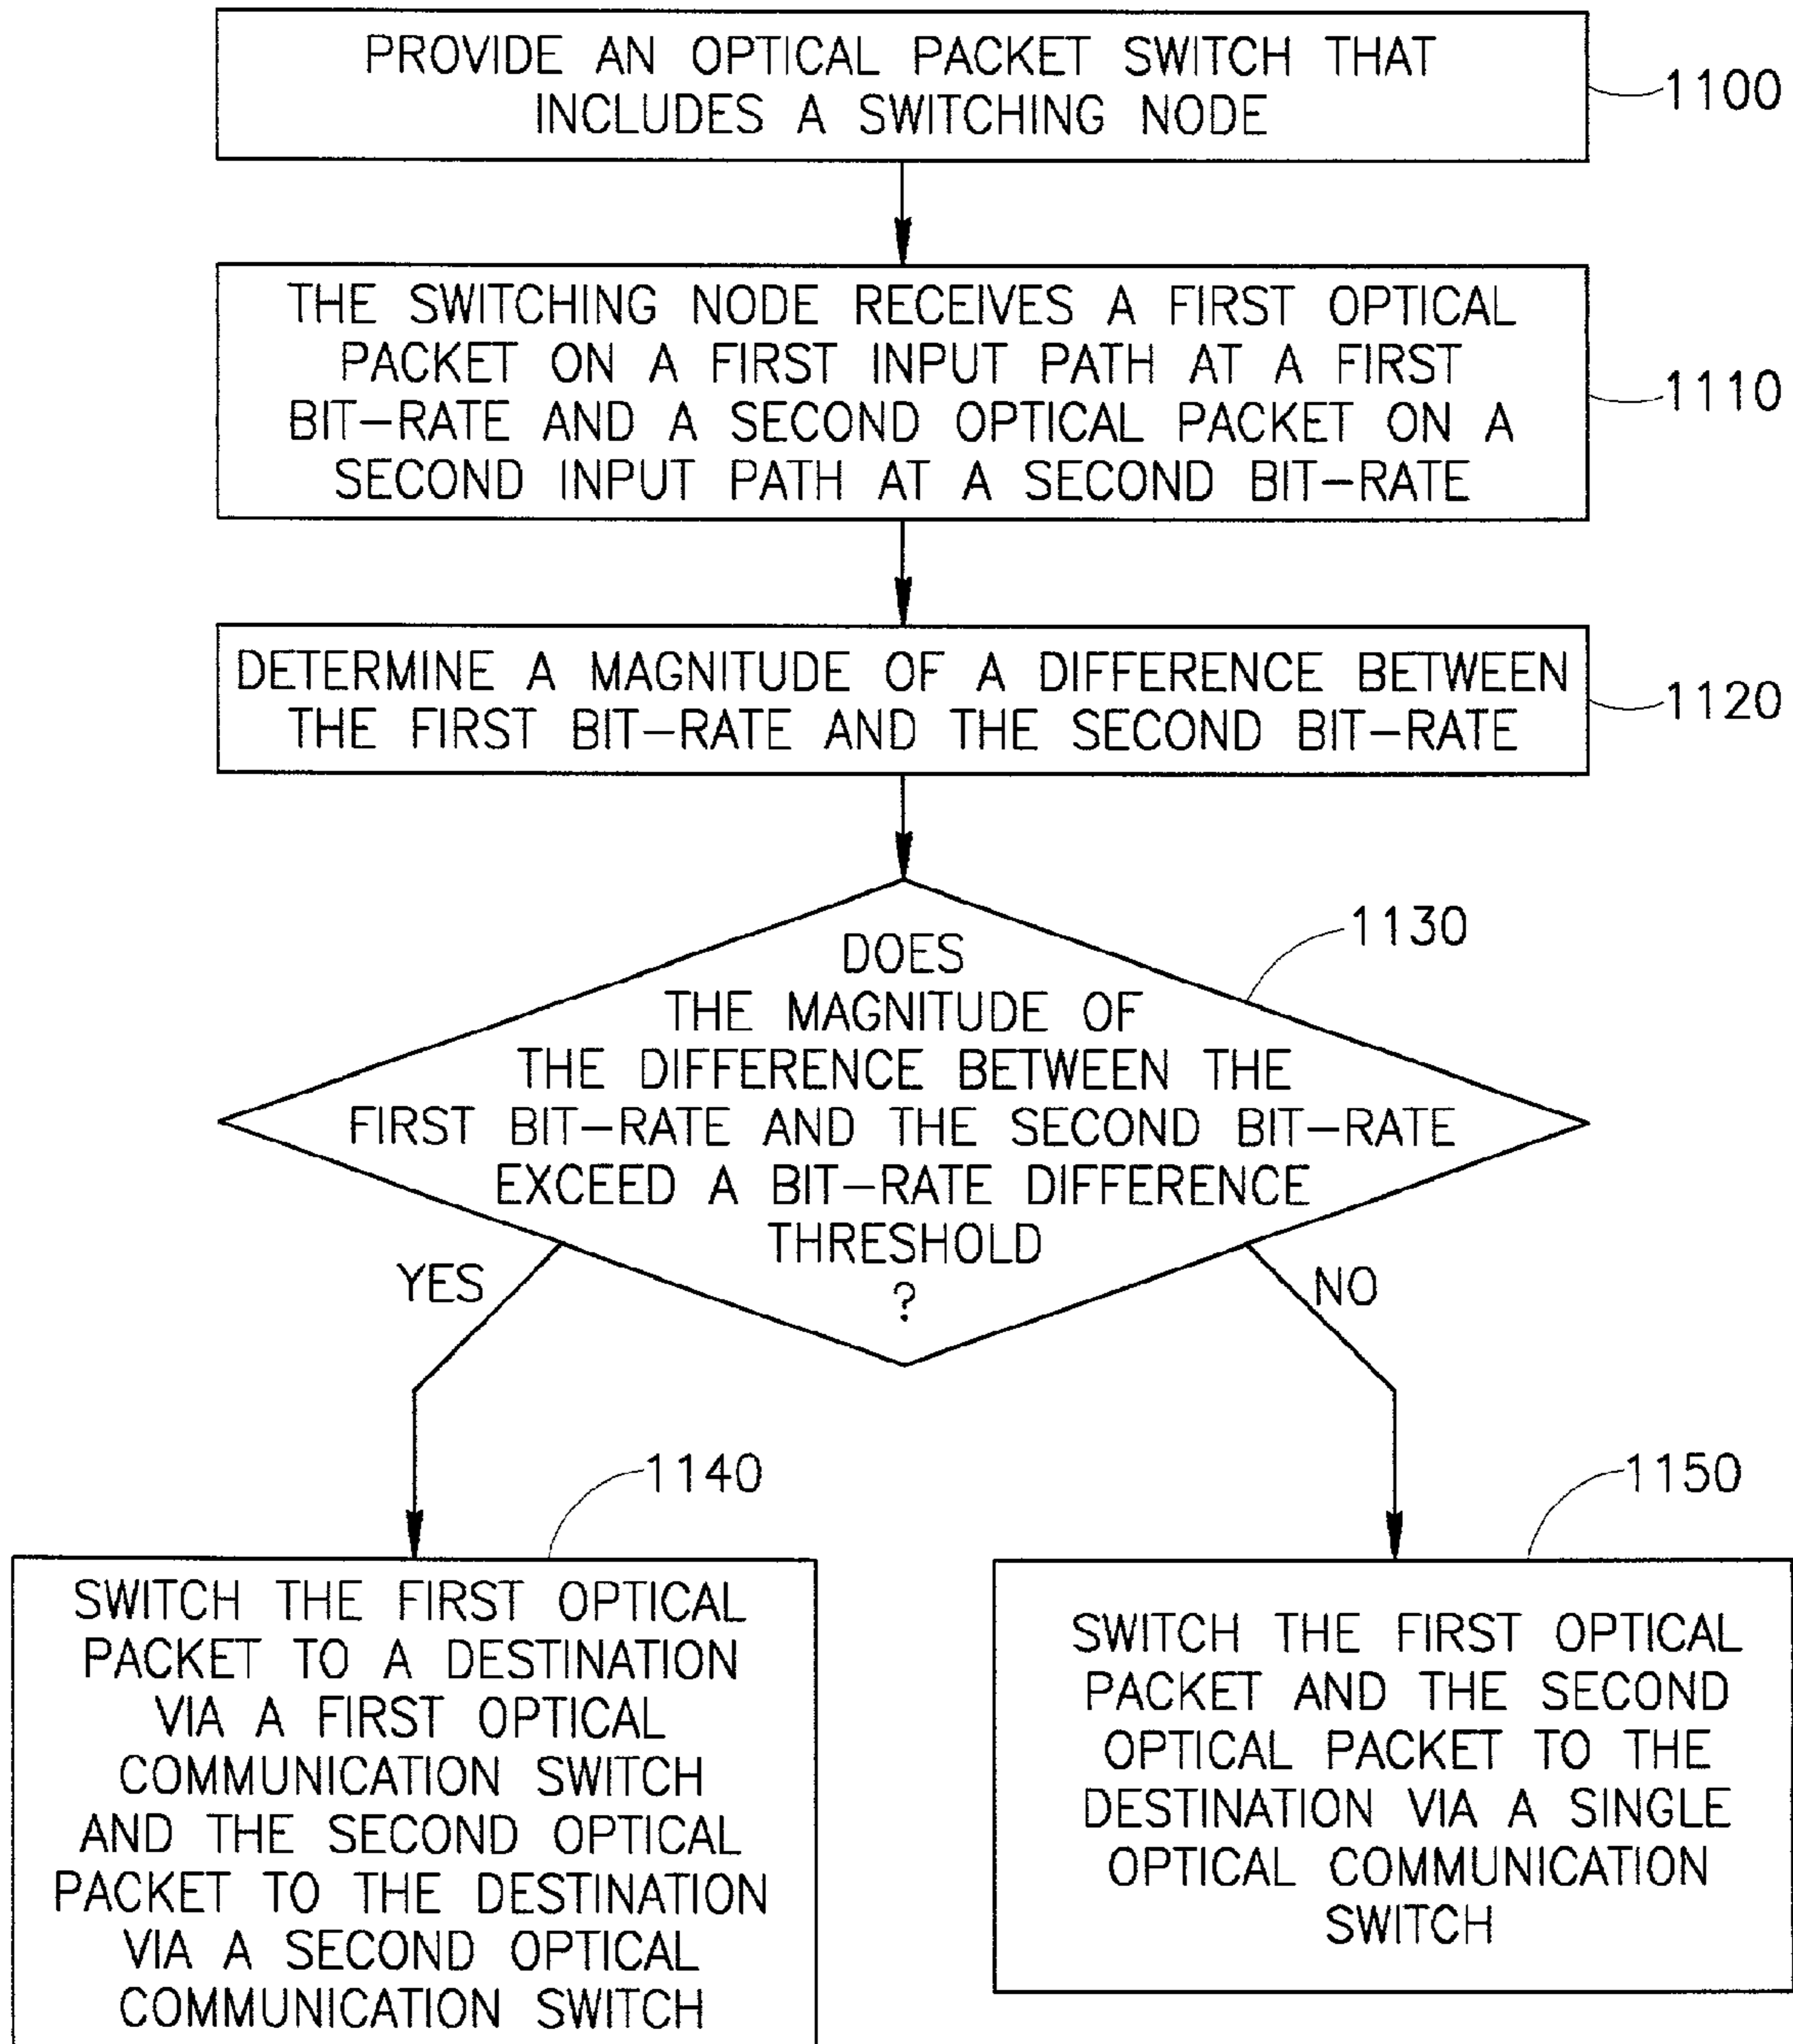 PROVIDE AN OPTICAL PACKET SWITCH THAT
INCLUDES A SWITCHING NODE
1100
THE SWITCHING NODE RECEIVES A FIRST OPTICAL
PACKET ON A FIRST INPUT PATH AT A FIRST
BIT-RATE AND A SECOND OPTICAL PACKET ON A
SECOND INPUT PATH AT A SECOND BIT-RATE
1110
DETERMINE A MAGNITUDE OF A DIFFERENCE BETWEEN
THE FIRST BIT-RATE AND THE SECOND BIT-RATE
1120
1130
DOES
THE MAGNITUDE OF
THE DIFFERENCE BETWEEN THE
FIRST BIT-RATE AND THE SECOND BIT-RATE
EXCEED A BIT-RATE DIFFERENCE
THRESHOLD
?
YES
NO
1140
SWITCH THE FIRST OPTICAL
PACKET TO A DESTINATION
VIA A FIRST OPTICAL
COMMUNICATION SWITCH
AND THE SECOND OPTICAL
PACKET TO THE DESTINATION
VIA A SECOND OPTICAL
COMMUNICATION SWITCH
1150
SWITCH THE FIRST OPTICAL
PACKET AND THE SECOND
OPTICAL PACKET TO THE
DESTINATION VIA A SINGLE
OPTICAL COMMUNICATION
SWITCH